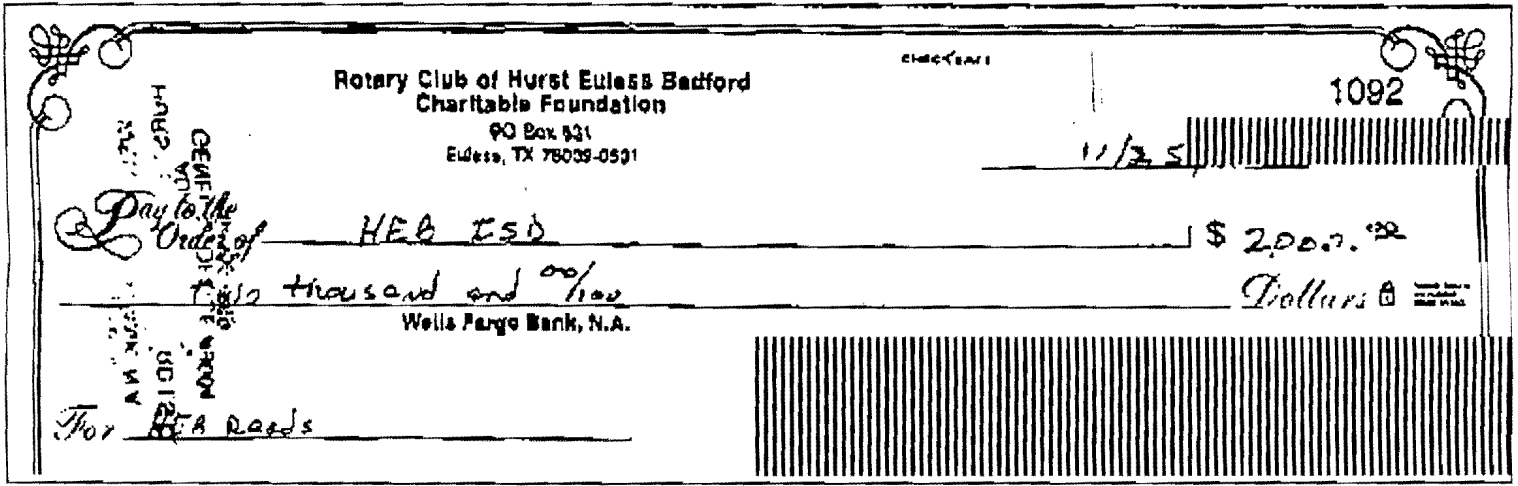 Rotary Club of Hurst Euless Bedford
Charitable Foundation
1092
PO Box 531
Euless, TX 76039-0531
11/25
Pay to the
Order of HEB ISD $ 2,000.00
two thousand and 00/100 Dollars
Wells Fargo Bank, N.A.
For HEB Reads